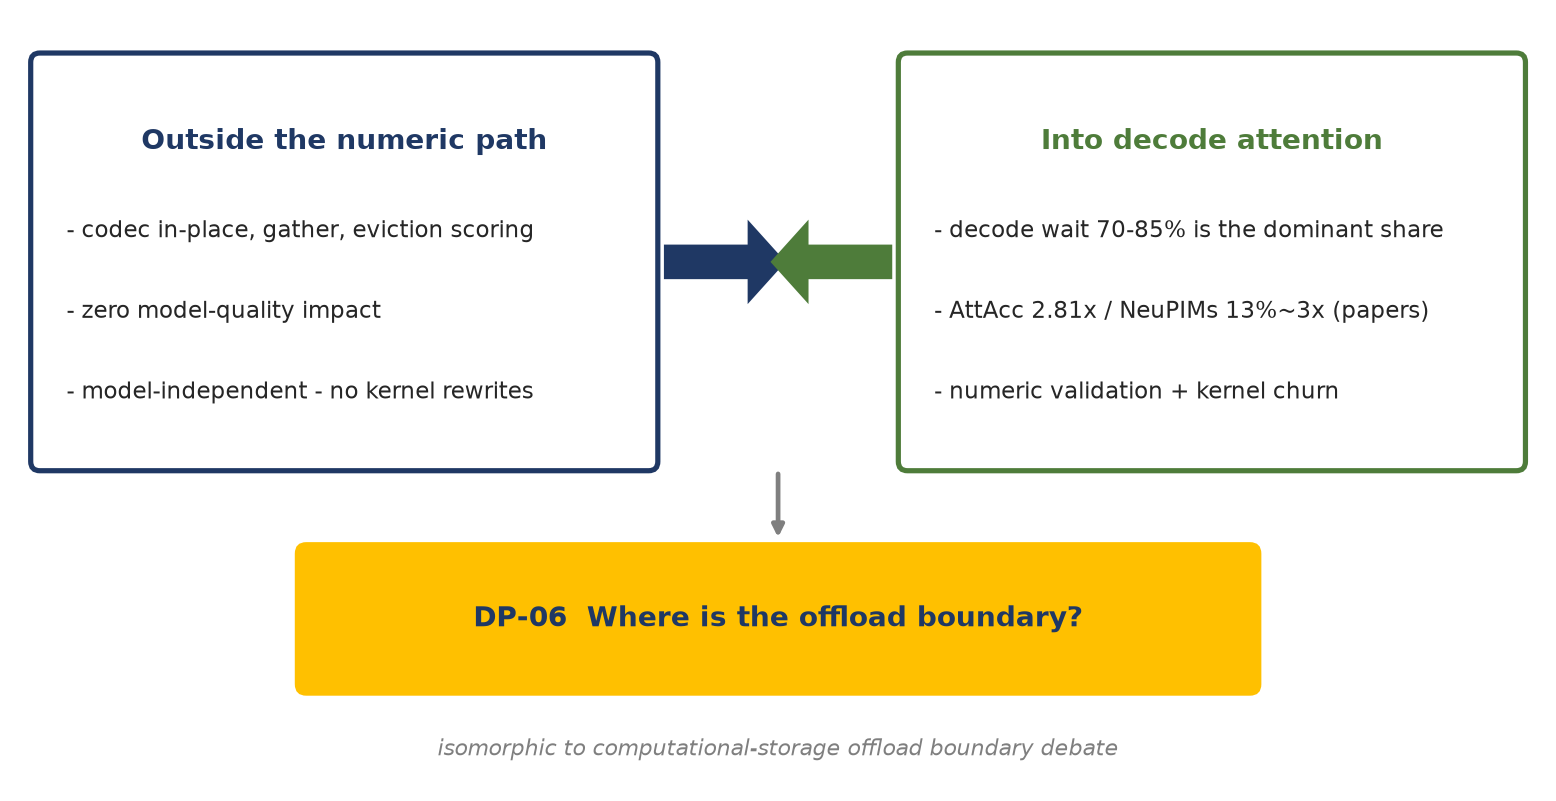 Outside the numeric path
- codec in-place, gather, eviction scoring
- zero model-quality impact
- model-independent - no kernel rewrites
Into decode attention
- decode wait 70-85% is the dominant share
- AttAcc 2.81x / NeuPIMs 13%~3x (papers)
- numeric validation + kernel churn
DP-06  Where is the offload boundary?
isomorphic to computational-storage offload boundary debate